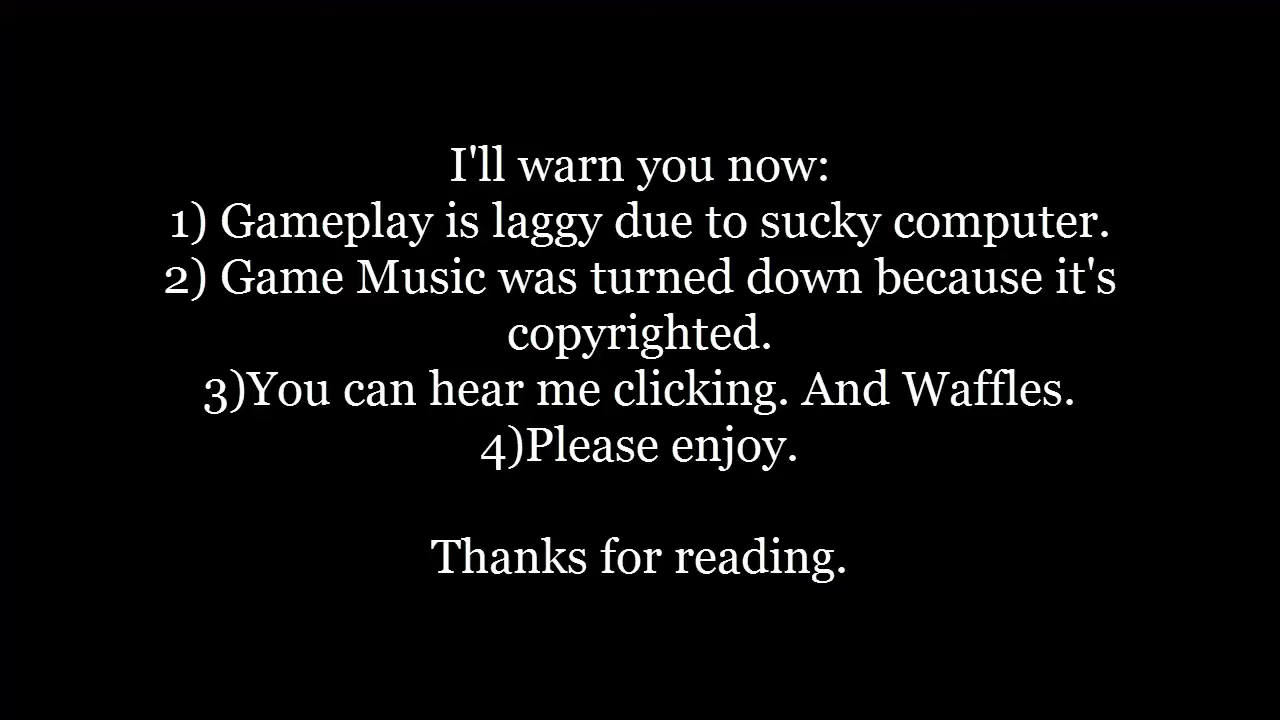 I'll warn you now:
1) Gameplay is laggy due to sucky computer.
2) Game Music was turned down because it's
copyrighted.
3)You can hear me clicking. And Waffles.
4)Please enjoy.
Thanks for reading.